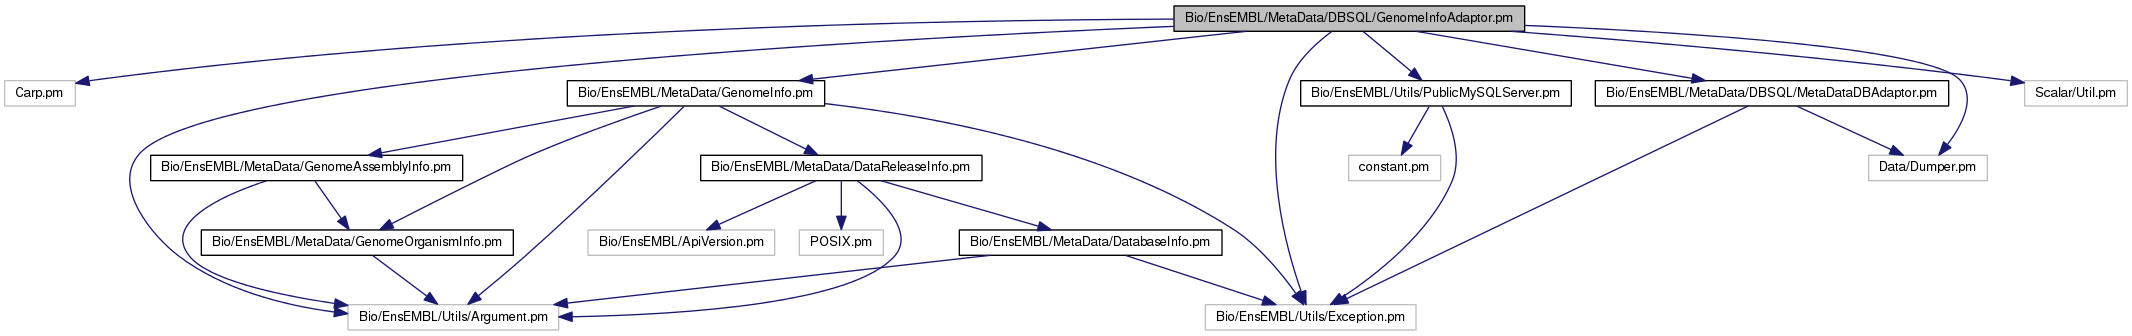 Bio/EnsEMBL/MetaData/DBSQL/GenomeInfoAdaptor.pm
Carp.pm
Bio/EnsEMBL/MetaData/GenomeInfo.pm
Bio/EnsEMBL/Utils/PublicMySQLServer.pm
Bio/EnsEMBL/MetaData/DBSQL/MetaDataDBAdaptor.pm
Scalar/Util.pm
Bio/EnsEMBL/MetaData/GenomeAssemblyInfo.pm
Bio/EnsEMBL/MetaData/DataReleaseInfo.pm
constant.pm
Data/Dumper.pm
Bio/EnsEMBL/MetaData/GenomeOrganismInfo.pm
Bio/EnsEMBL/ApiVersion.pm
POSIX.pm
Bio/EnsEMBL/MetaData/DatabaseInfo.pm
Bio/EnsEMBL/Utils/Argument.pm
Bio/EnsEMBL/Utils/Exception.pm